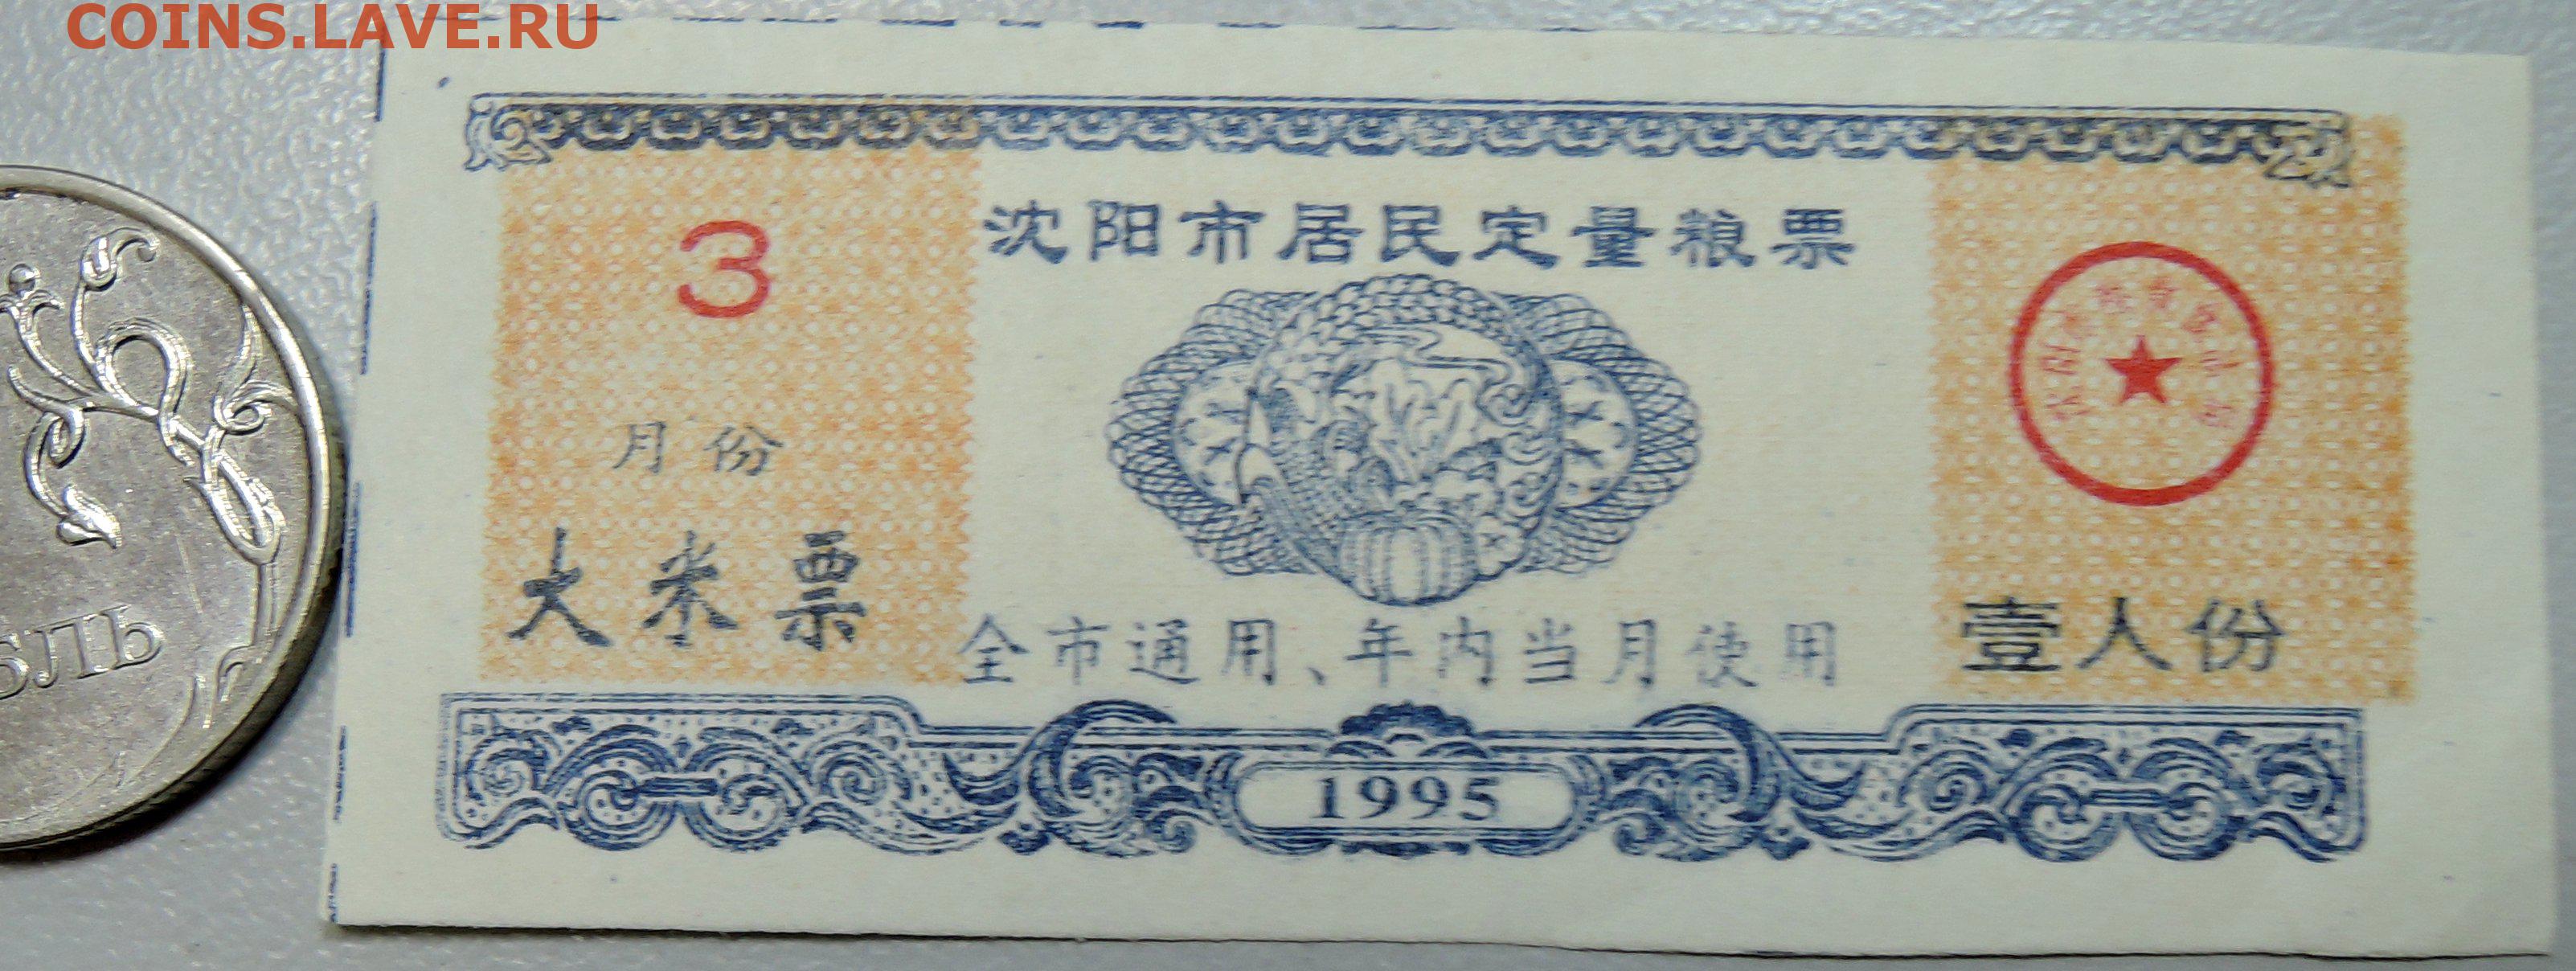 COINS.LAVE.RU
沈阳市居民定量粮票
3
月份
大米票
全市通用、年内当月使用
壹人份
1995
БЛЬ